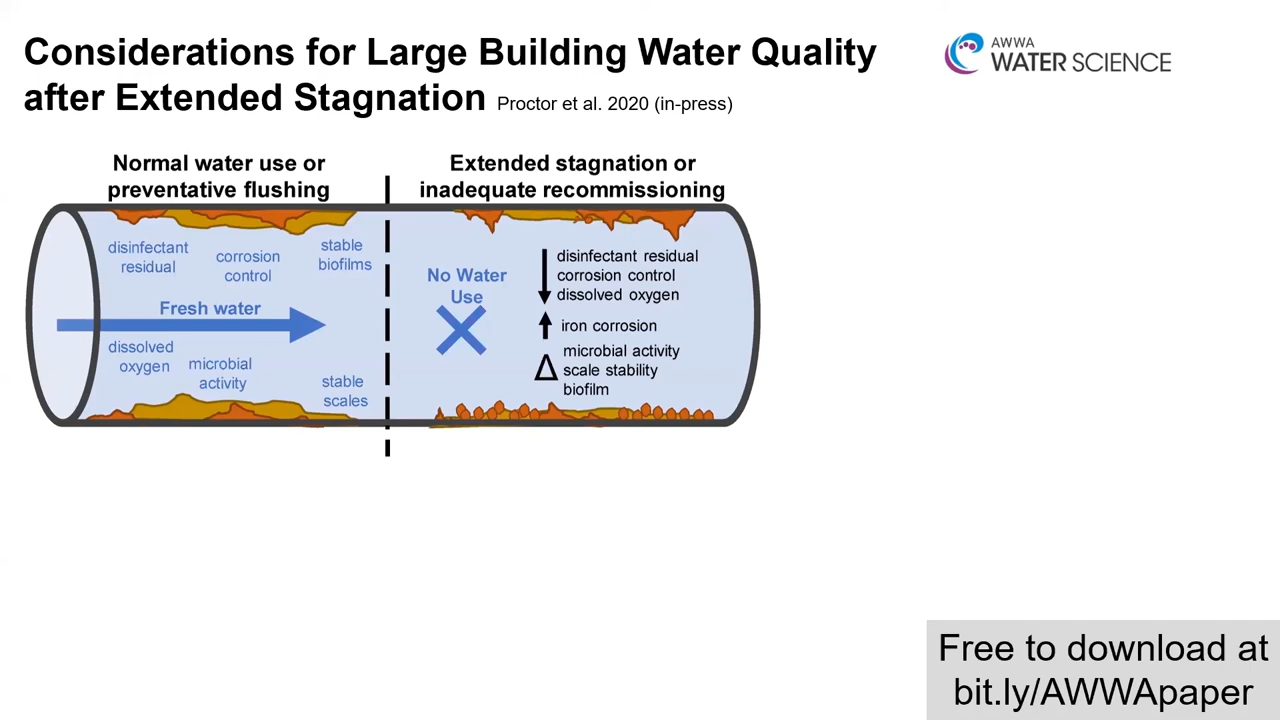 Considerations for Large Building Water Quality
after Extended Stagnation Proctor et al. 2020 (in-press)
AWWA
WATER SCIENCE
Normal water use or
preventative flushing
Extended stagnation or
inadequate recommissioning
disinfectant
residual
corrosion
control
stable
biofilms
Fresh water
dissolved
oxygen
microbial
activity
stable
scales
No Water
Use
disinfectant residual
corrosion control
dissolved oxygen
iron corrosion
Δ
microbial activity
scale stability
biofilm
Free to download at
bit.ly/AWWApaper